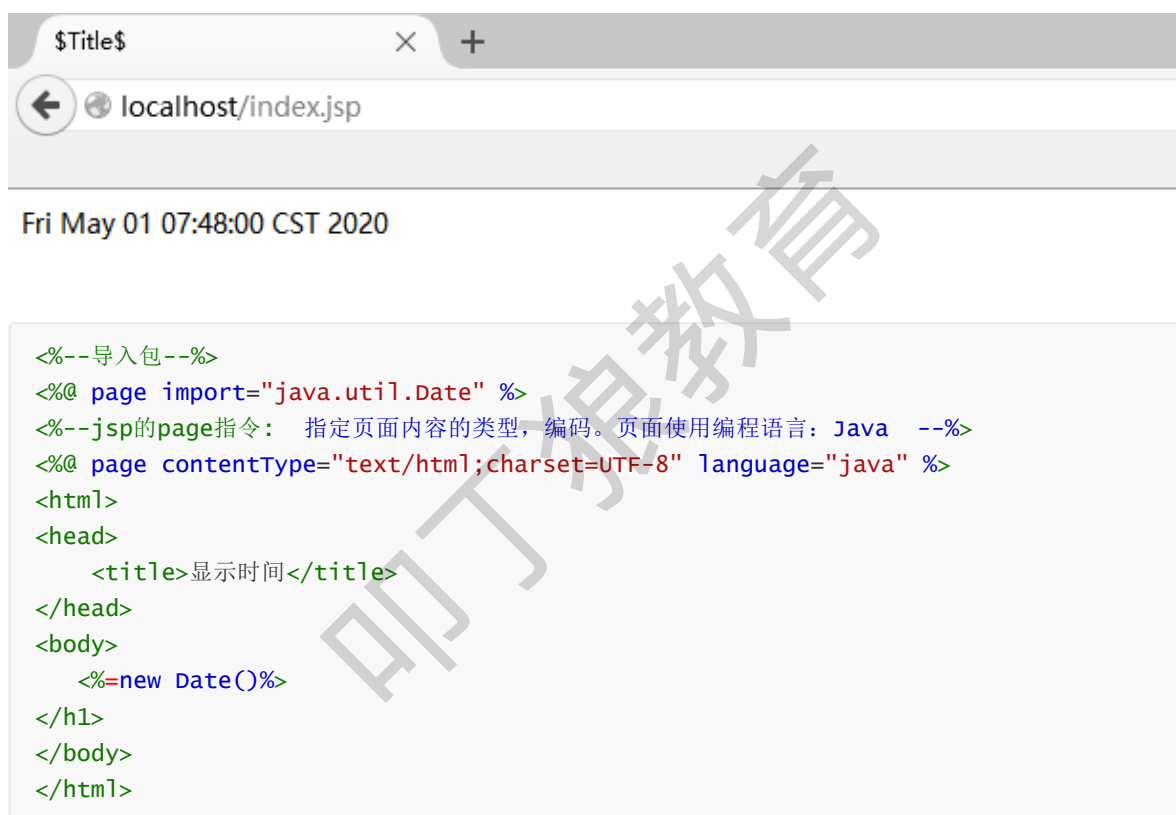 $Title$
localhost/index.jsp
Fri May 01 07:48:00 CST 2020
<%--导入包--%>
<%@ page import="java.util.Date" %>
<%--jsp的page指令:  指定页面内容的类型，编码。页面使用编程语言：Java  --%>
<%@ page contentType="text/html;charset=UTF-8" language="java" %>
<html>
<head>
    <title>显示时间</title>
</head>
<body>
   <%=new Date()%>
</h1>
</body>
</html>
叩丁狼教育